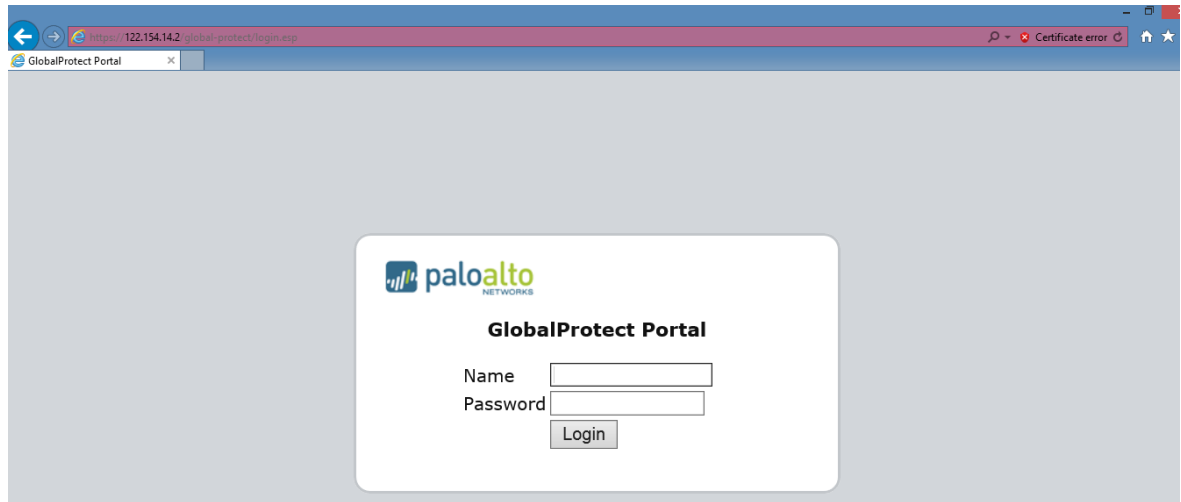 https://122.154.14.2/global-protect/login.esp
Certificate error
GlobalProtect Portal
paloalto
NETWORKS
GlobalProtect Portal
Name
Password
Login